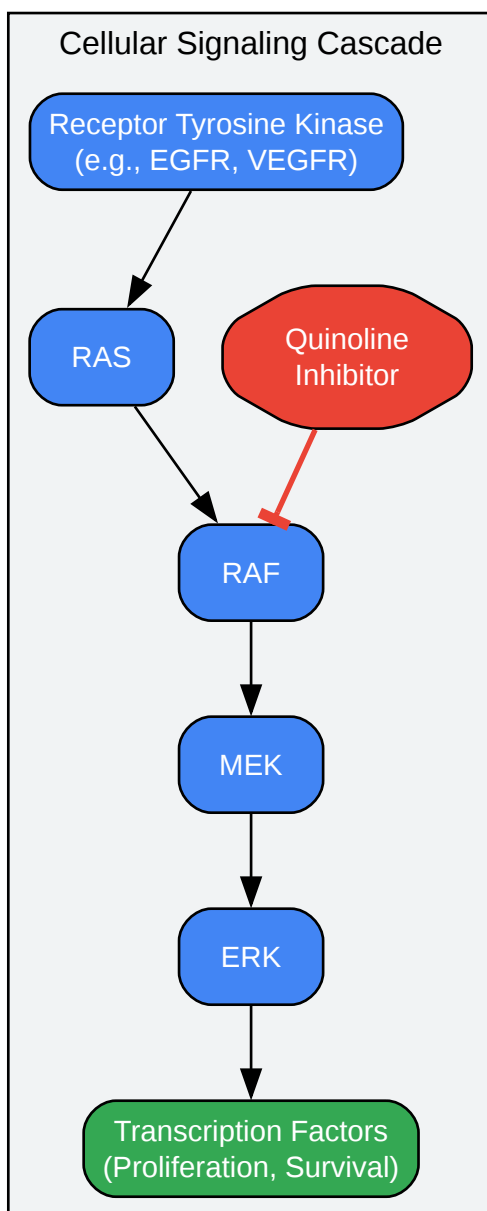 Cellular Signaling Cascade
Receptor Tyrosine Kinase
(e.g., EGFR, VEGFR)
RAS
Quinoline
Inhibitor
RAF
MEK
ERK
Transcription Factors
(Proliferation, Survival)